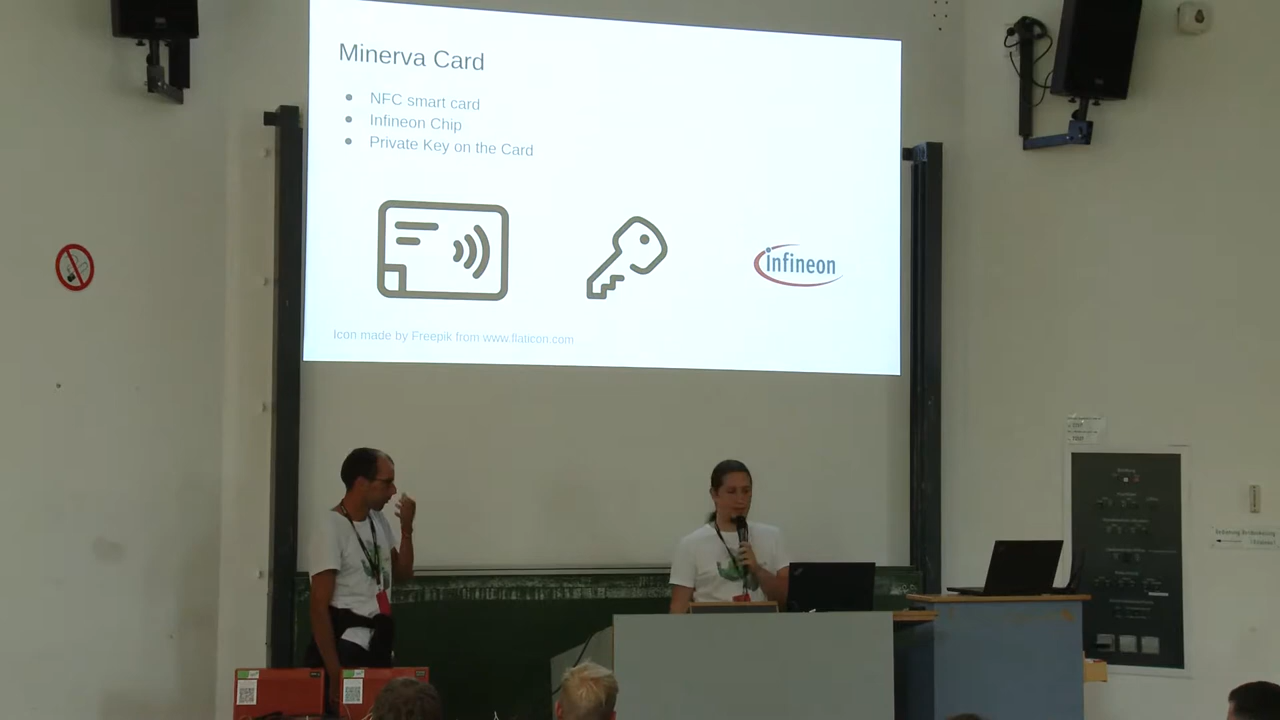 Minerva Card
NFC smart card
Infineon Chip
Private Key on the Card
infineon
Icon made by Freepik from www.flaticon.com